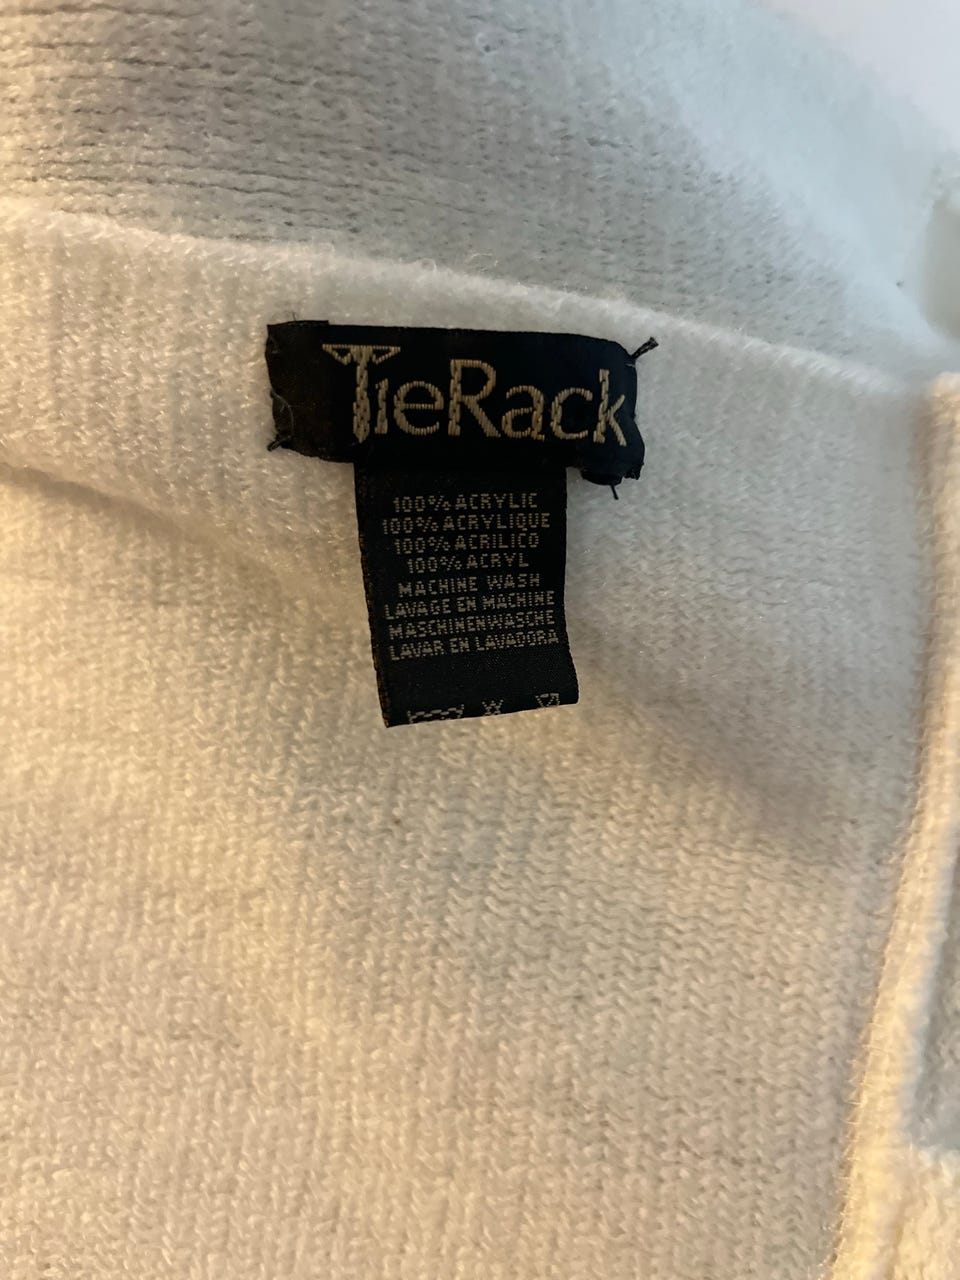 TieRack
100% ACRYLIC
100% ACRYLIQUE
100% ACRILICO
100% ACRYL
MACHINE WASH
LAVAGE EN MACHINE
MASCHINENWASCHE
LAVAR EN LAVADORA